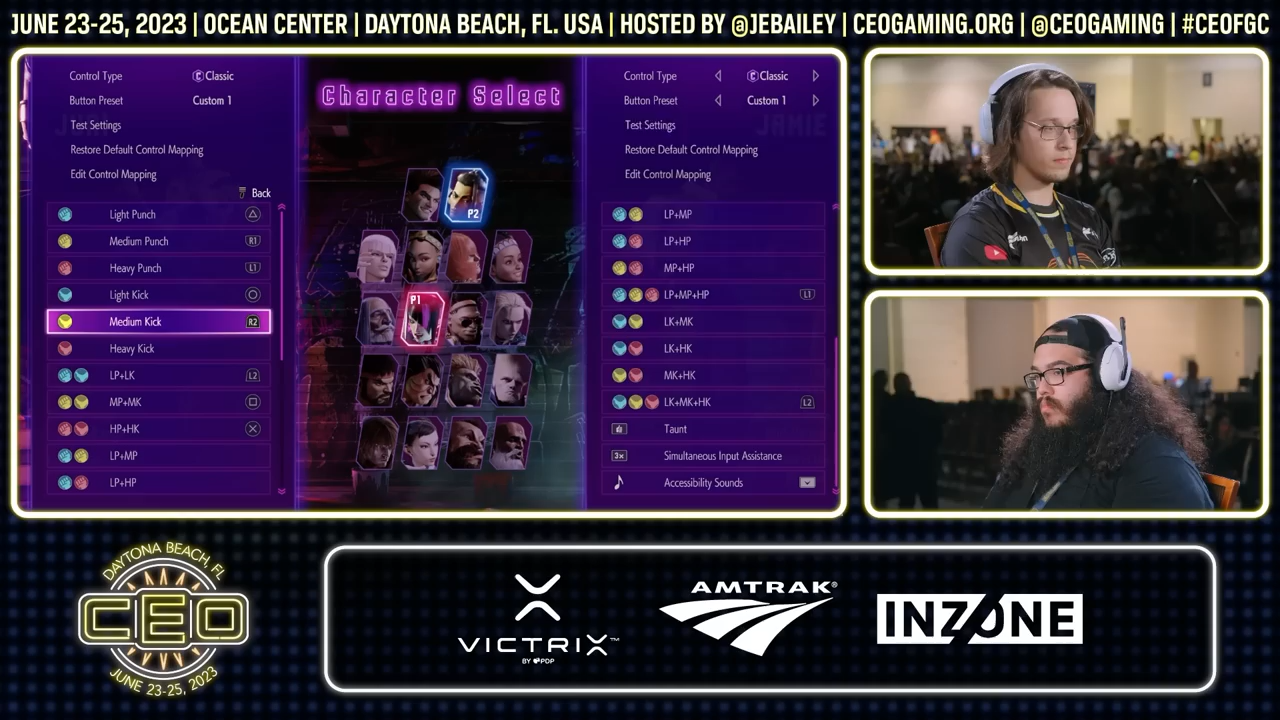 JUNE 23-25, 2023 | OCEAN CENTER | DAYTONA BEACH, FL. USA | HOSTED BY @JEBAILEY | CEOGAMING.ORG | @CEOGAMING | #CEOFGC
Control Type
Classic
Button Preset
Custom 1
Test Settings
Restore Default Control Mapping
Edit Control Mapping
Back
Light Punch
Medium Punch R1
Heavy Punch L1
Light Kick
Medium Kick R2
Heavy Kick
LP+LK L2
MP+MK
HP+HK
LP+MP
LP+HP
Character Select
P2
P1
Control Type
Classic
Button Preset
Custom 1
Test Settings
JAMIE
Restore Default Control Mapping
Edit Control Mapping
LP+MP
LP+HP
MP+HP
LP+MP+HP L1
LK+MK
LK+HK
MK+HK
LK+MK+HK L2
Taunt
3x Simultaneous Input Assistance
Accessibility Sounds
DAYTONA BEACH, FL
CEO
JUNE 23-25, 2023
VICTRIX™
BY PDP
AMTRAK®
INZONE